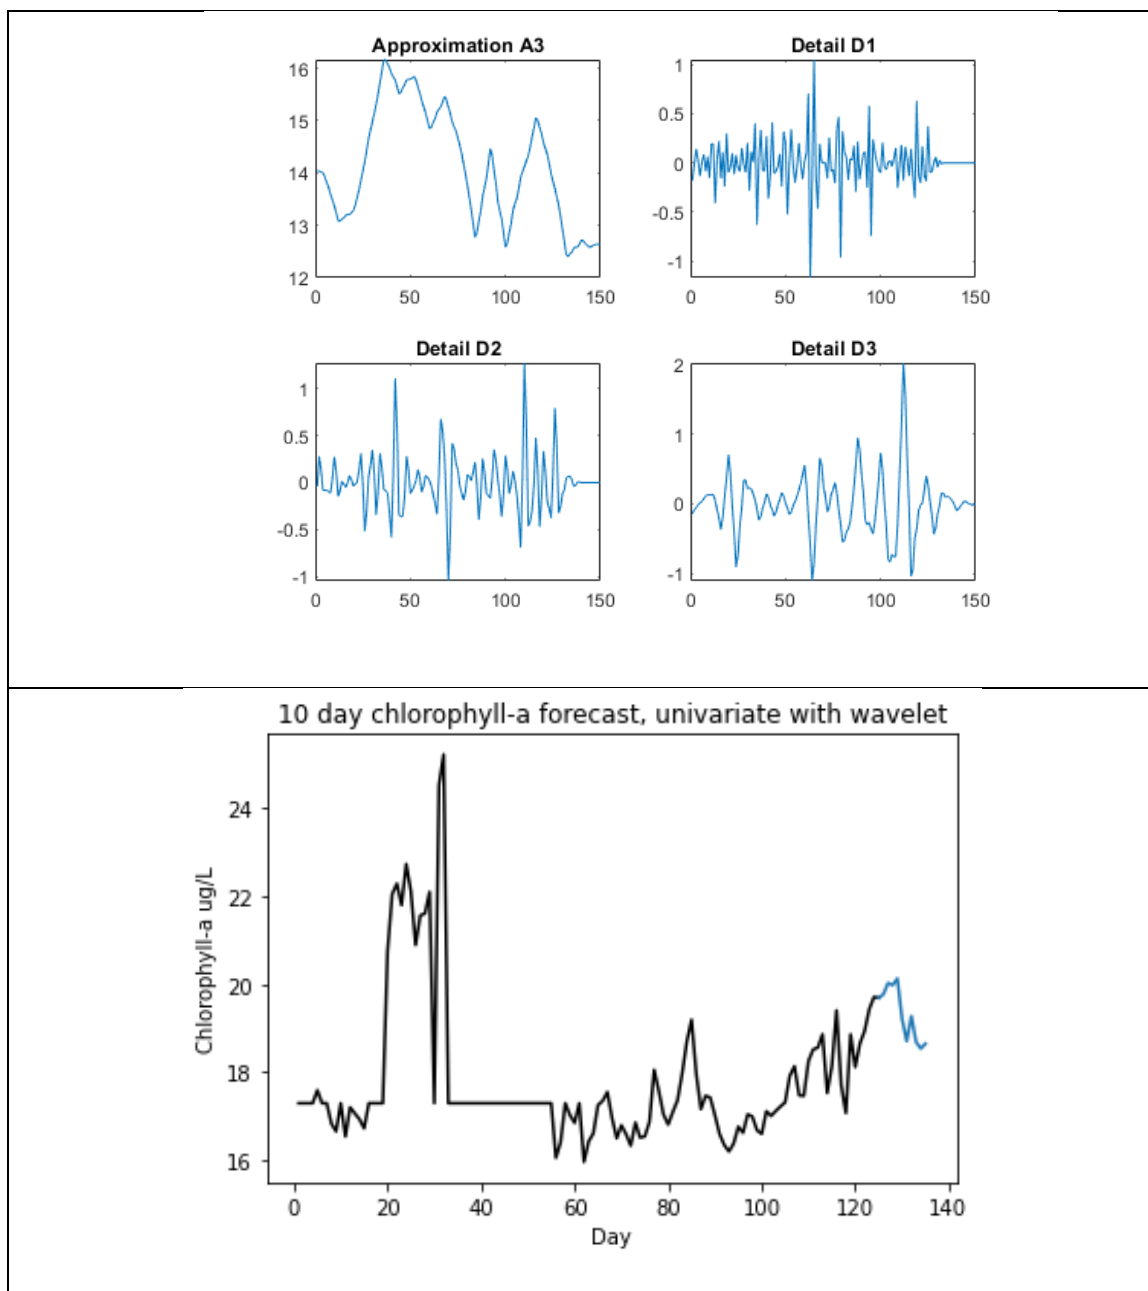 Approximation A3
16
15
14
13
12
0 50 100 150
Detail D1
1
0.5
0
-0.5
-1
0 50 100 150
Detail D2
1
0.5
0
-0.5
-1
0 50 100 150
Detail D3
2
1
0
-1
0 50 100 150
10 day chlorophyll-a forecast, univariate with wavelet
Chlorophyll-a ug/L
24
22
20
18
16
0 20 40 60 80 100 120 140
Day